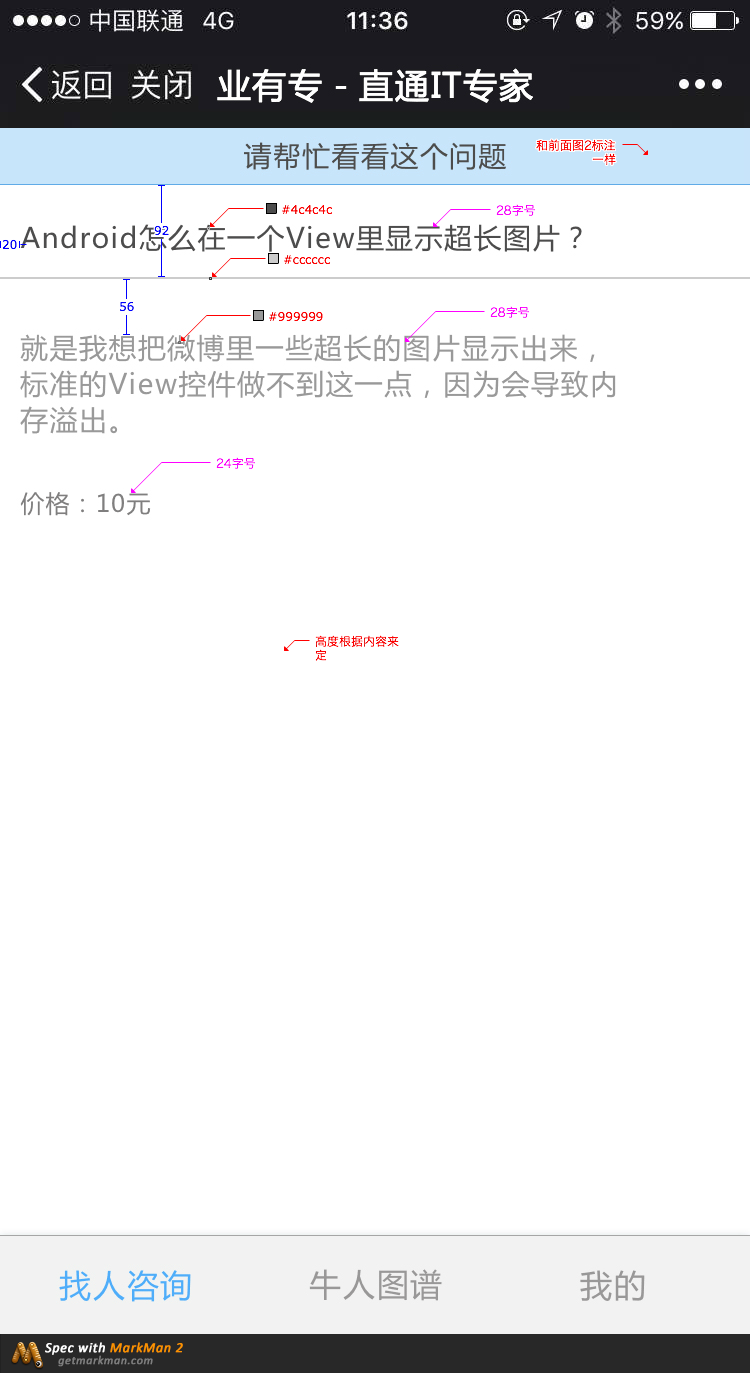 中国联通 4G 11:36 59%
返回 关闭 业有专 - 直通IT专家
请帮忙看看这个问题
和前面图2标注
一样
#4c4c4c
28字号
92
20
Android怎么在一个View里显示超长图片？
#cccccc
56
#999999
28字号
就是我想把微博里一些超长的图片显示出来，
标准的View控件做不到这一点，因为会导致内
存溢出。
24字号
价格：10元
高度根据内容来
定
找人咨询 牛人图谱 我的
Spec with MarkMan 2
getmarkman.com